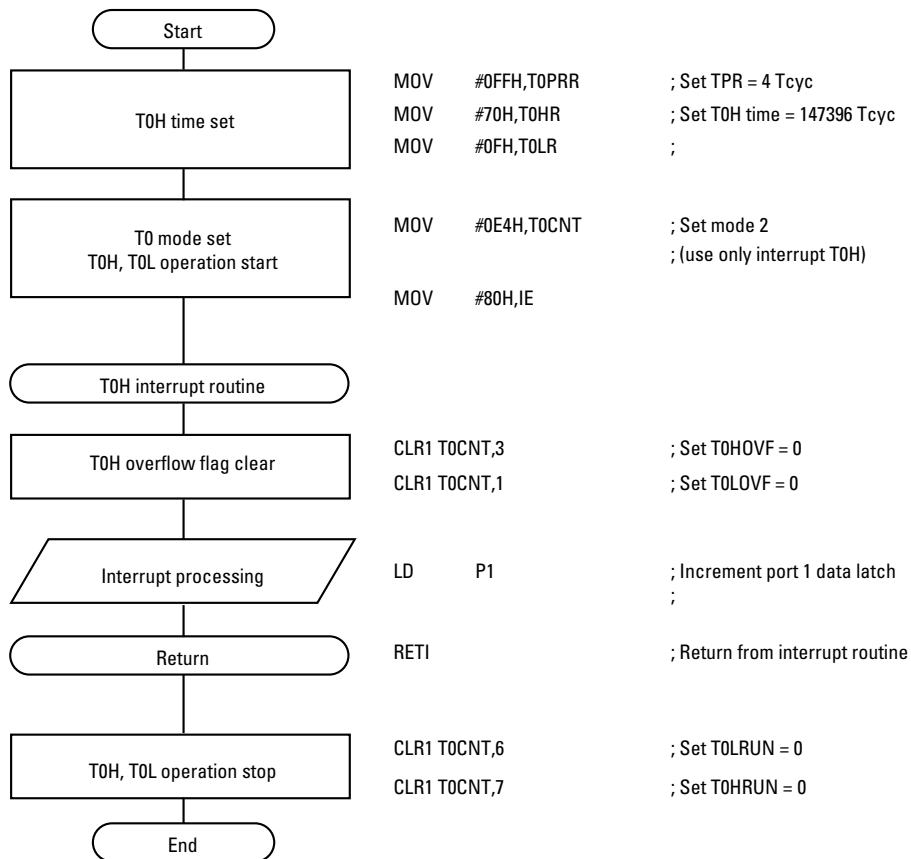 Start
T0H time set
MOV #0FFH,T0PRR ; Set TPR = 4 Tcyc
MOV #70H,T0HR ; Set T0H time = 147396 Tcyc
MOV #0FH,T0LR ;
T0 mode set
T0H, T0L operation start
MOV #0E4H,T0CNT ; Set mode 2
; (use only interrupt T0H)
MOV #80H,IE
T0H interrupt routine
T0H overflow flag clear
CLR1 T0CNT,3 ; Set T0HOVF = 0
CLR1 T0CNT,1 ; Set T0LOVF = 0
Interrupt processing
LD P1 ; Increment port 1 data latch
;
Return
RETI ; Return from interrupt routine
T0H, T0L operation stop
CLR1 T0CNT,6 ; Set T0LRUN = 0
CLR1 T0CNT,7 ; Set T0HRUN = 0
End